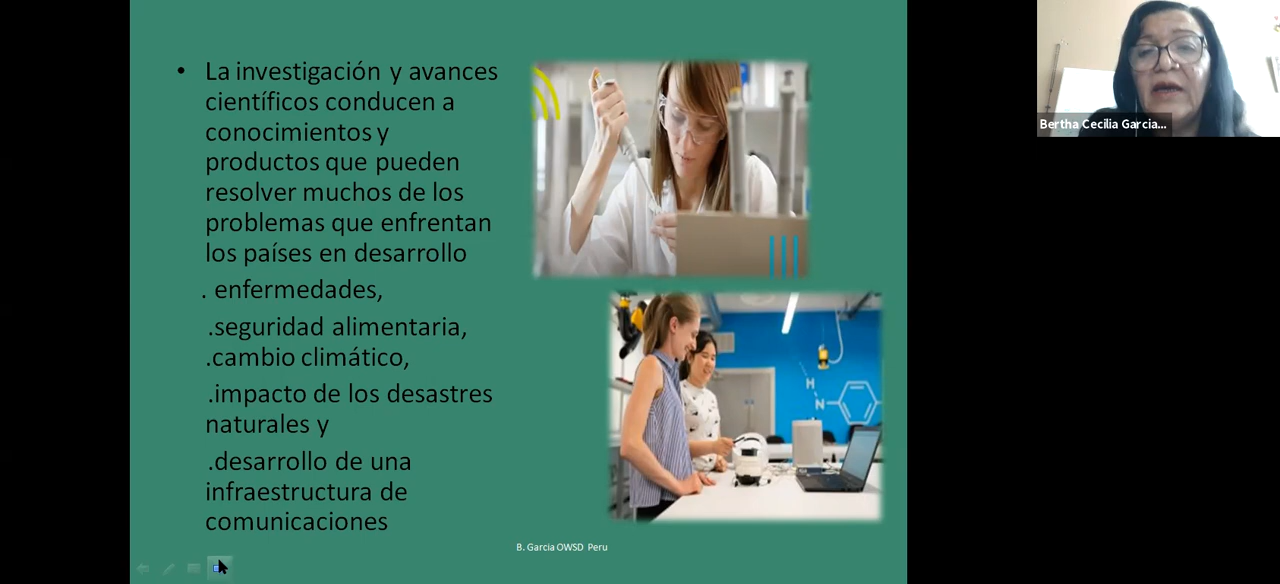 • La investigación y avances
científicos conducen a
conocimientos y
productos que pueden
resolver muchos de los
problemas que enfrentan
los países en desarrollo
. enfermedades,
.seguridad alimentaria,
.cambio climático,
.impacto de los desastres
naturales y
.desarrollo de una
infraestructura de
comunicaciones
B. Garcia OWSD Peru
Bertha Cecilia Garcia...
H
N